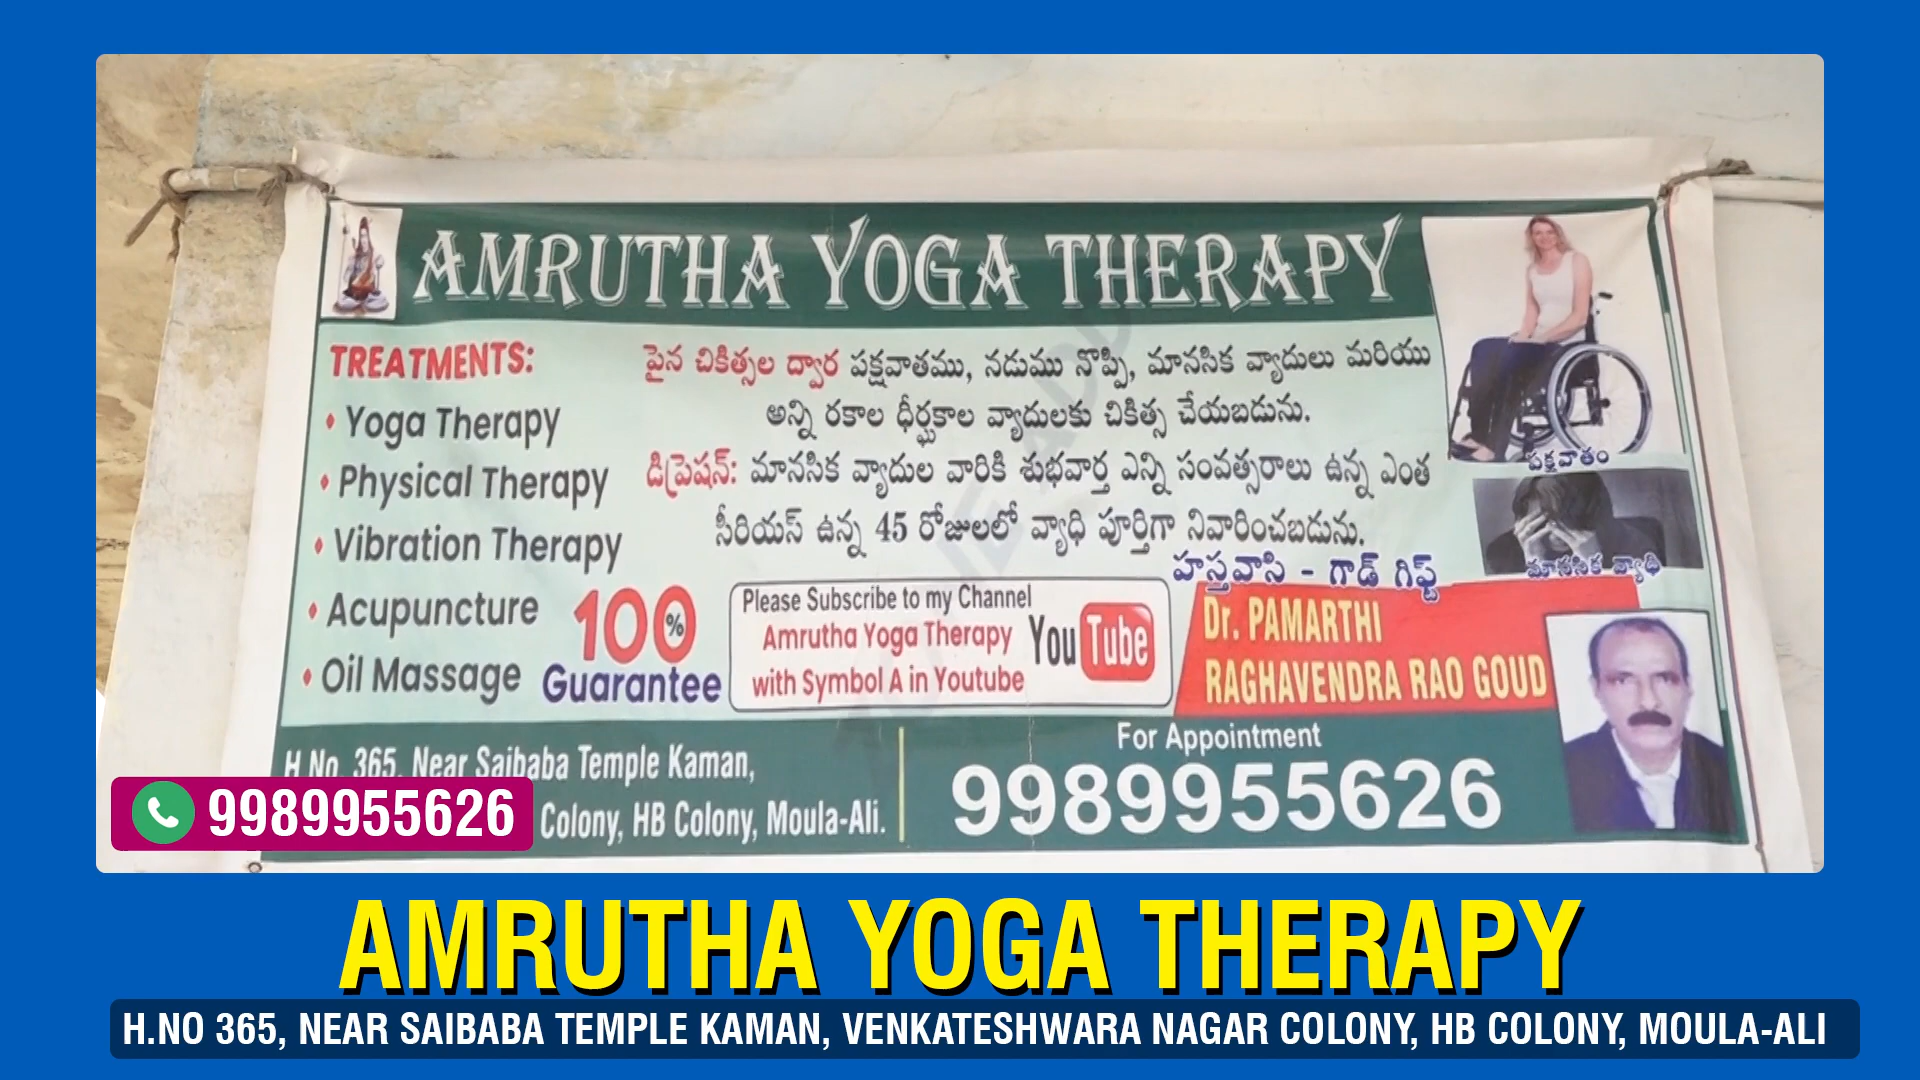 AMRUTHA YOGA THERAPY
TREATMENTS:
• Yoga Therapy
• Physical Therapy
• Vibration Therapy
• Acupuncture
• Oil Massage
100%
Guarantee
పైన చికిత్సల ద్వార పక్షవాతము, నడుము నొప్పి, మానసిక వ్యాదులు మరియు
అన్ని రకాల ధీర్ఘకాల వ్యాదులకు చికిత్స చేయబడును.
డిప్రెషన్: మానసిక వ్యాదుల వారికి శుభవార్త ఎన్ని సంవత్సరాలు ఉన్న ఎంత
సీరియస్ ఉన్న 45 రోజులలో వ్యాధి పూర్తిగా నివారించబడును.
హస్తవాసి - గాడ్ గిఫ్ట్
పక్షవాతం
మానసిక వ్యాధి
Please Subscribe to my Channel
Amrutha Yoga Therapy
with Symbol A in Youtube
YouTube
Dr. PAMARTHI
RAGHAVENDRA RAO GOUD
H No. 365, Near Saibaba Temple Kaman,
Colony, HB Colony, Moula-Ali.
For Appointment
9989955626
9989955626
AMRUTHA YOGA THERAPY
H.NO 365, NEAR SAIBABA TEMPLE KAMAN, VENKATESHWARA NAGAR COLONY, HB COLONY, MOULA-ALI